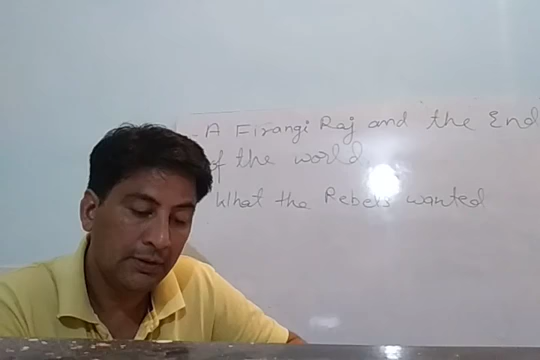 - A Firangi Raj and the End
of the world
What the Rebels wanted